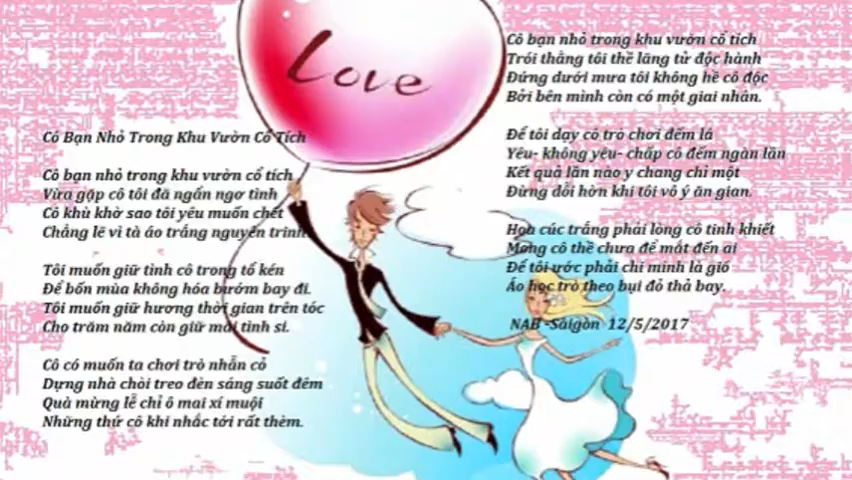 Love
Cô Bạn Nhỏ Trong Khu Vườn Cổ Tích
Cô bạn nhỏ trong khu vườn cổ tích
Vừa gặp cô tôi đã ngẩn ngơ tình
Cô khù khờ sao tôi yêu muốn chết
Chẳng lẽ vì tà áo trắng nguyên trinh
Tôi muốn giữ tình cô trong tổ kén
Để bốn mùa không hóa bướm bay đi.
Tôi muốn giữ hương thời gian trên tóc
Cho trăm năm còn giữ mãi tình si.
Cô có muốn ta chơi trò nhẫn cỏ
Dựng nhà chòi treo đèn sáng suốt đêm
Quà mừng lễ chỉ ô mai xí muội
Những thứ cô khi nhắc tới rất thèm.
Cô bạn nhỏ trong khu vườn cổ tích
Trói thằng tôi thề lãng tử độc hành
Đứng dưới mưa tôi không hề cô độc
Bởi bên mình còn có một giai nhân.
Để tôi dạy cô trò chơi đếm lá
Yêu- không yêu- chấp cô đếm ngàn lần
Kết quả lần nào y chang chỉ một
Đừng dỗi hờn khi tôi vô ý ăn gian.
Hoa cúc trắng phải lòng cô tinh khiết
Mong cô thề chưa để mắt đến ai
Để tôi ước phải chi mình là gió
Áo học trò theo bụi đỏ thả bay.
NAB -Saigòn 12/5/2017